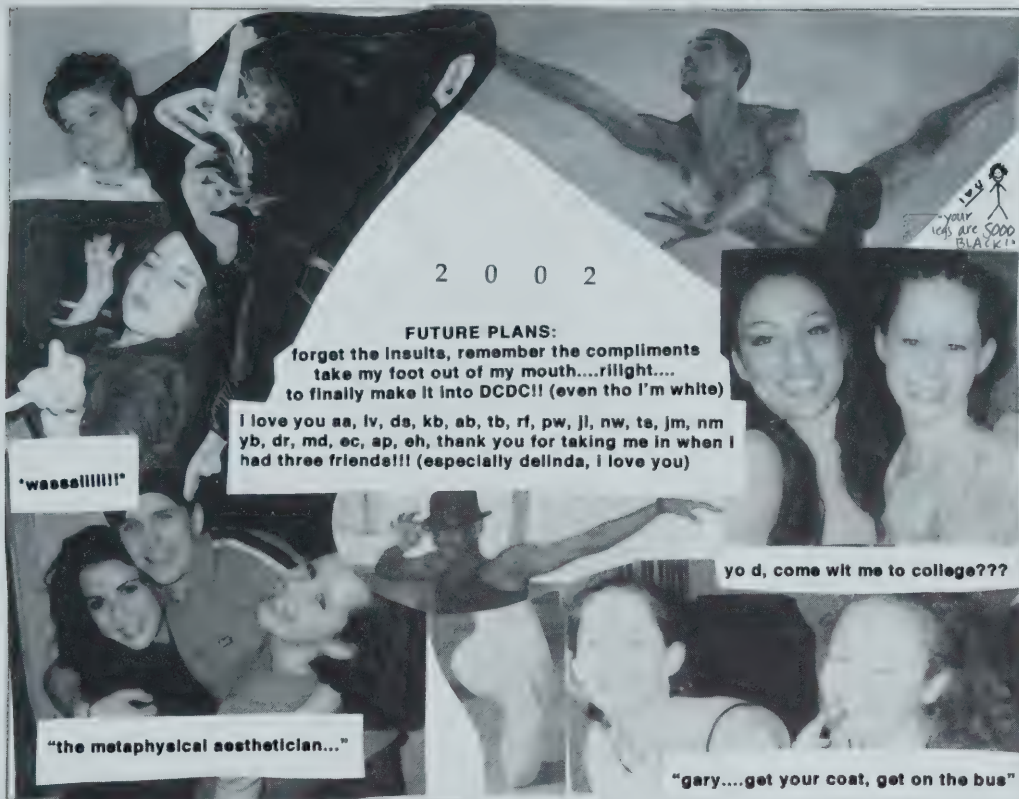 i ♥ u
-your
legs are SOOO
BLACK!!
2 0 0 2
FUTURE PLANS:
forget the insults, remember the compliments
take my foot out of my mouth....riiight....
to finally make it into DCDC!! (even tho I'm white)
i love you aa, lv, ds, kb, ab, tb, rf, pw, jl, nw, ts, jm, nm
yb, dr, md, ec, ap, eh, thank you for taking me in when i
had three friends!!! (especially delinda, i love you)
"wassaiiiiii!!"
yo d, come wit me to college???
"the metaphysical aesthetician..."
"gary....get your coat, get on the bus"